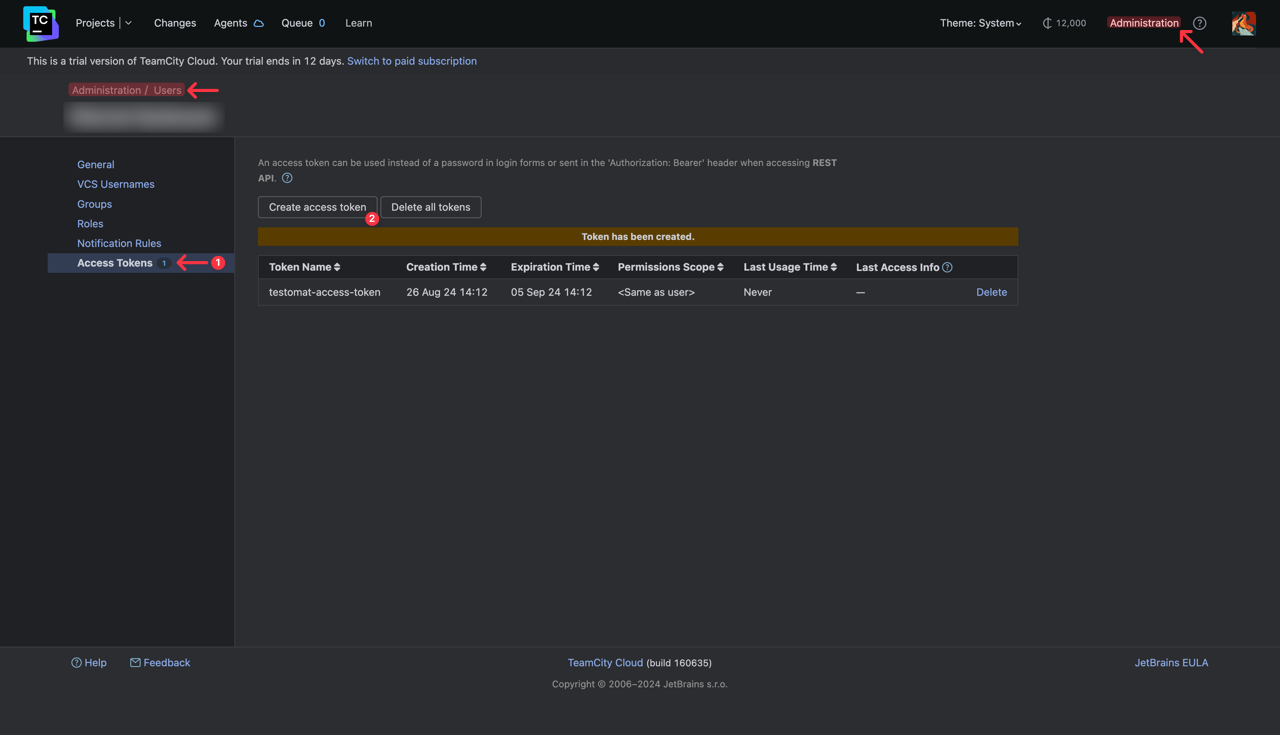 TC Projects Changes Agents Queue 0 Learn Theme: System 12,000 Administration ?
This is a trial version of TeamCity Cloud. Your trial ends in 12 days. Switch to paid subscription
Administration / Users
General
VCS Usernames
Groups
Roles
Notification Rules
Access Tokens 1 1
An access token can be used instead of a password in login forms or sent in the 'Authorization: Bearer' header when accessing REST
API. ?
Create access token Delete all tokens
2
Token has been created.
Token Name Creation Time Expiration Time Permissions Scope Last Usage Time Last Access Info ?
testomat-access-token 26 Aug 24 14:12 05 Sep 24 14:12 <Same as user> Never — Delete
? Help Feedback TeamCity Cloud (build 160635) JetBrains EULA
Copyright © 2006–2024 JetBrains s.r.o.